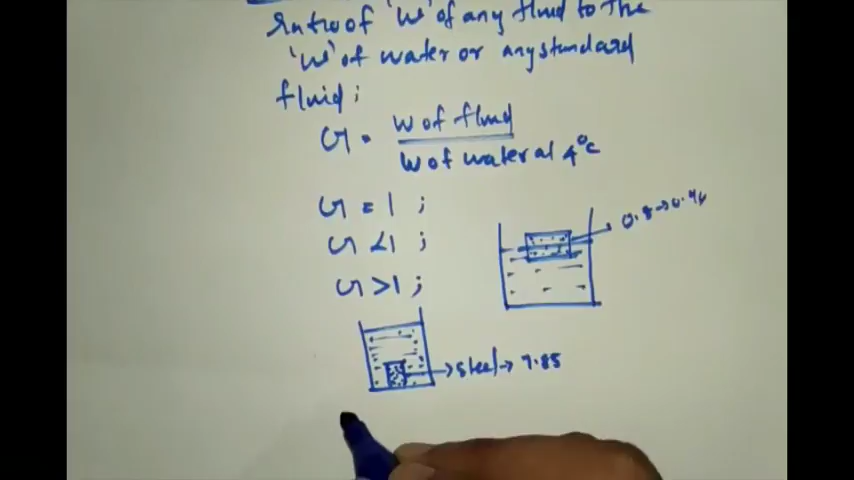 Ratio of 'w' of any fluid to the
'w' of water or any standard
fluid;
G = w of fluid
w of water at 4°c
G = 1 ;
G < 1 ;
G > 1 ;
0.8→0.96
steel → 7.85